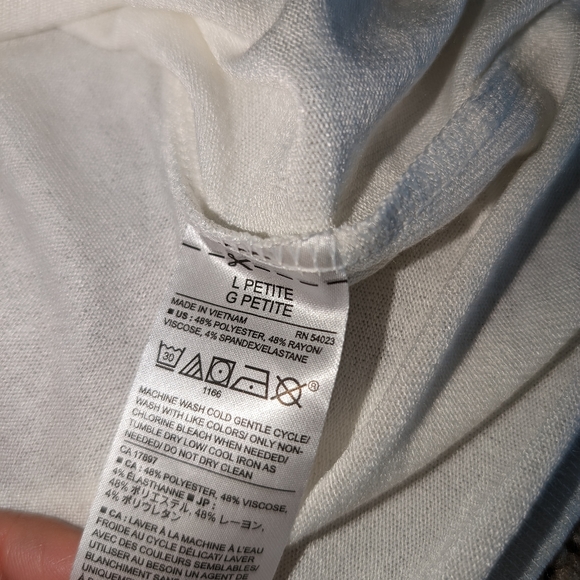 L PETITE
G PETITE
MADE IN VIETNAM RN 54023
■ US : 48% POLYESTER, 48% RAYON/
VISCOSE, 4% SPANDEX/ELASTANE
30
®
1166
MACHINE WASH COLD GENTLE CYCLE/
WASH WITH LIKE COLORS/ ONLY NON-
CHLORINE BLEACH WHEN NEEDED/
TUMBLE DRY LOW/ COOL IRON AS
NEEDED/ DO NOT DRY CLEAN
CA 17897
■ CA : 48% POLYESTER, 48% VISCOSE,
4% ÉLASTHANNE ■ JP :
48% ポリエステル, 48% レーヨン,
4% ポリウレタン
■ CA : LAVER À LA MACHINE À L'EAU
FROIDE AU CYCLE DÉLICAT/ LAVER
AVEC DES COULEURS SEMBLABLES/
UTILISER AU BESOIN UN AGENT DE